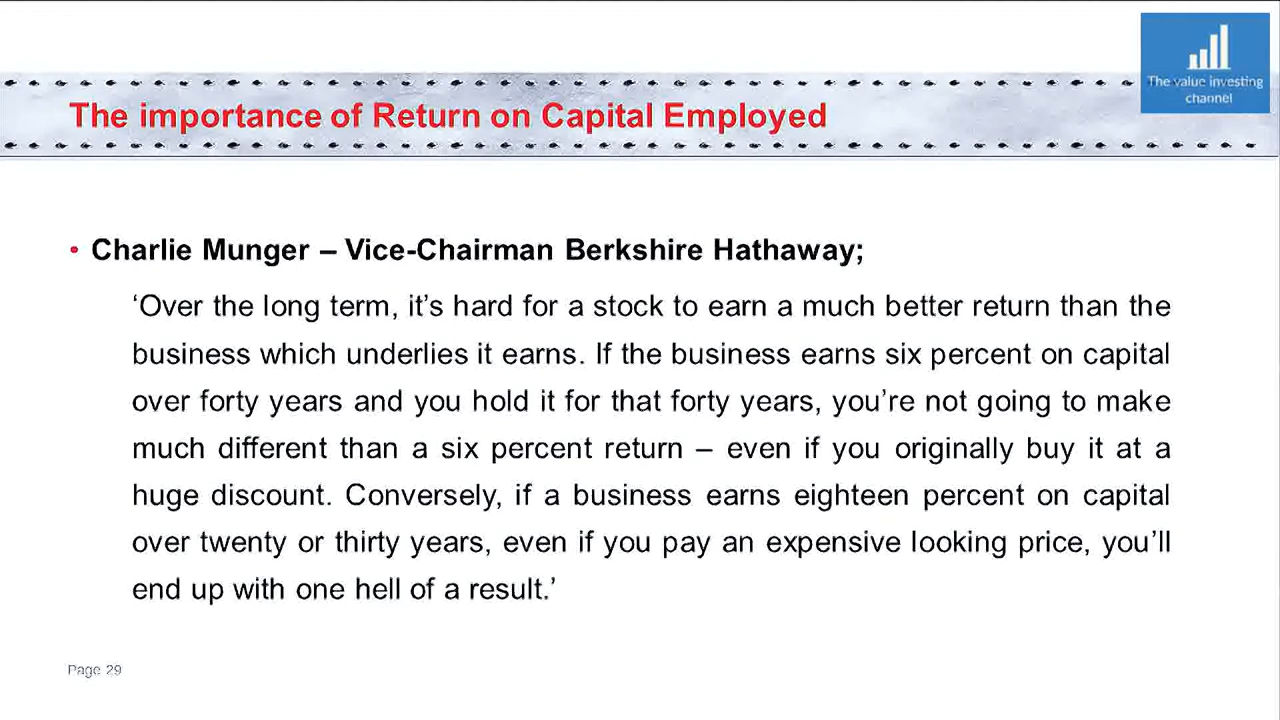 The value investing
channel
The importance of Return on Capital Employed
• Charlie Munger – Vice-Chairman Berkshire Hathaway;
‘Over the long term, it’s hard for a stock to earn a much better return than the
business which underlies it earns. If the business earns six percent on capital
over forty years and you hold it for that forty years, you’re not going to make
much different than a six percent return – even if you originally buy it at a
huge discount. Conversely, if a business earns eighteen percent on capital
over twenty or thirty years, even if you pay an expensive looking price, you’ll
end up with one hell of a result.’
Page 29